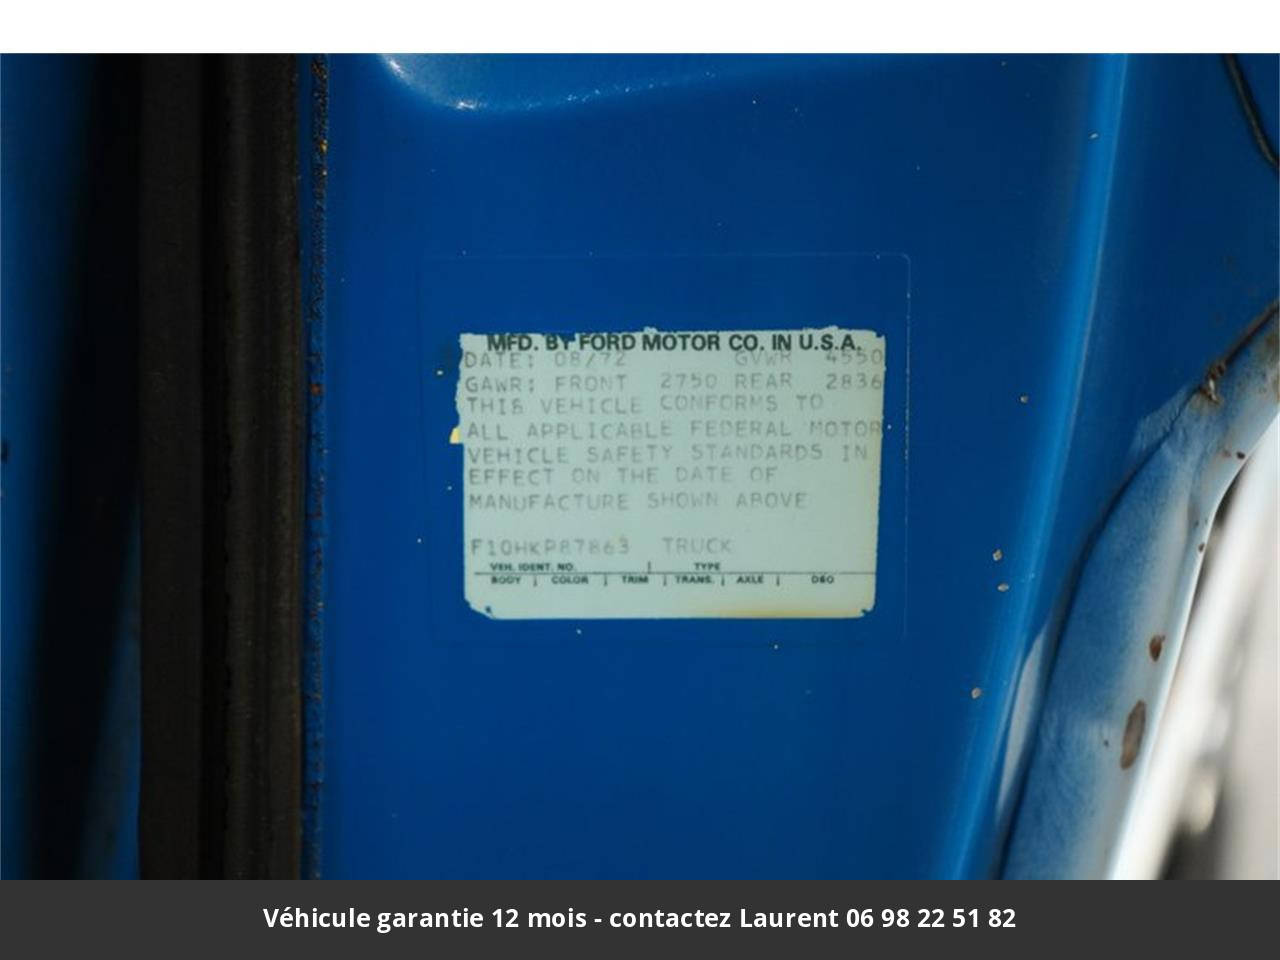 MFD. BY FORD MOTOR CO. IN U.S.A.
DATE: 08/72 GVWR 4550
GAWR: FRONT 2750 REAR 2836
THIS VEHICLE CONFORMS TO
ALL APPLICABLE FEDERAL MOTOR
VEHICLE SAFETY STANDARDS IN
EFFECT ON THE DATE OF
MANUFACTURE SHOWN ABOVE
F10HKP87863 TRUCK
VEH. IDENT. NO. | TYPE
BODY | COLOR | TRIM | TRANS. | AXLE | DSO
Véhicule garantie 12 mois - contactez Laurent 06 98 22 51 82